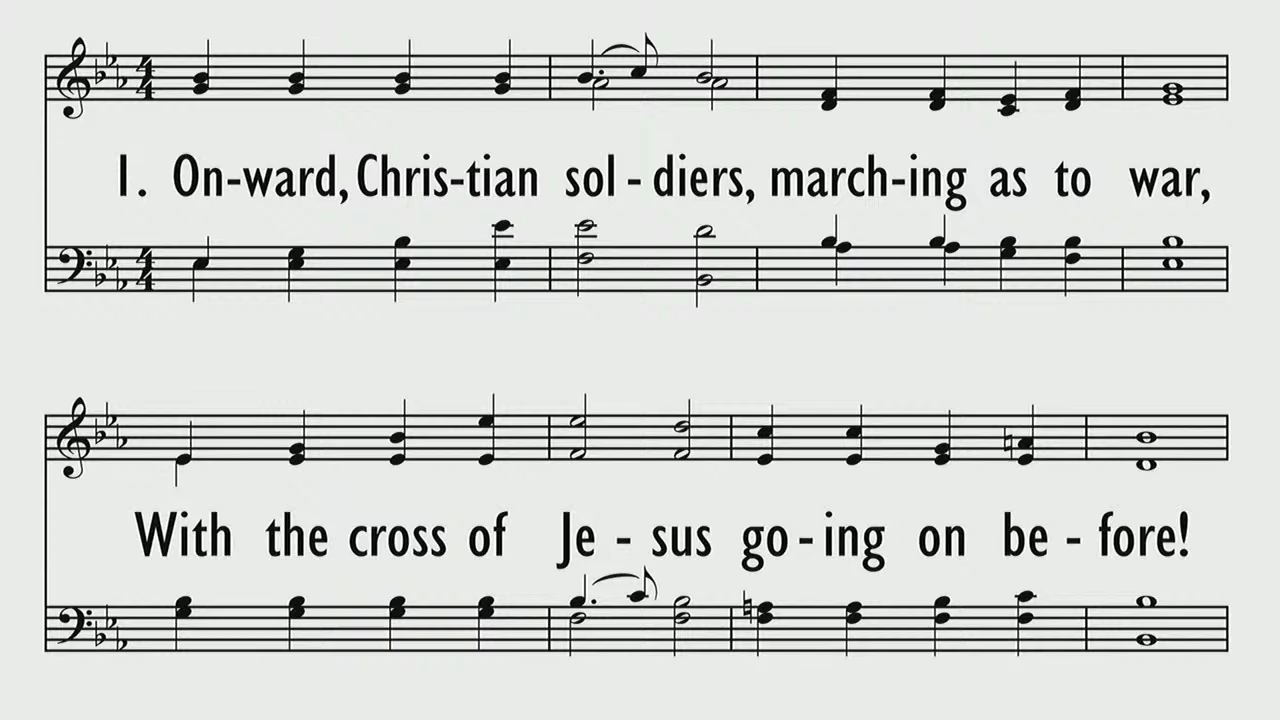 1. On-ward, Chris-tian sol - diers, march-ing as to war,
With the cross of Je - sus go - ing on be - fore!